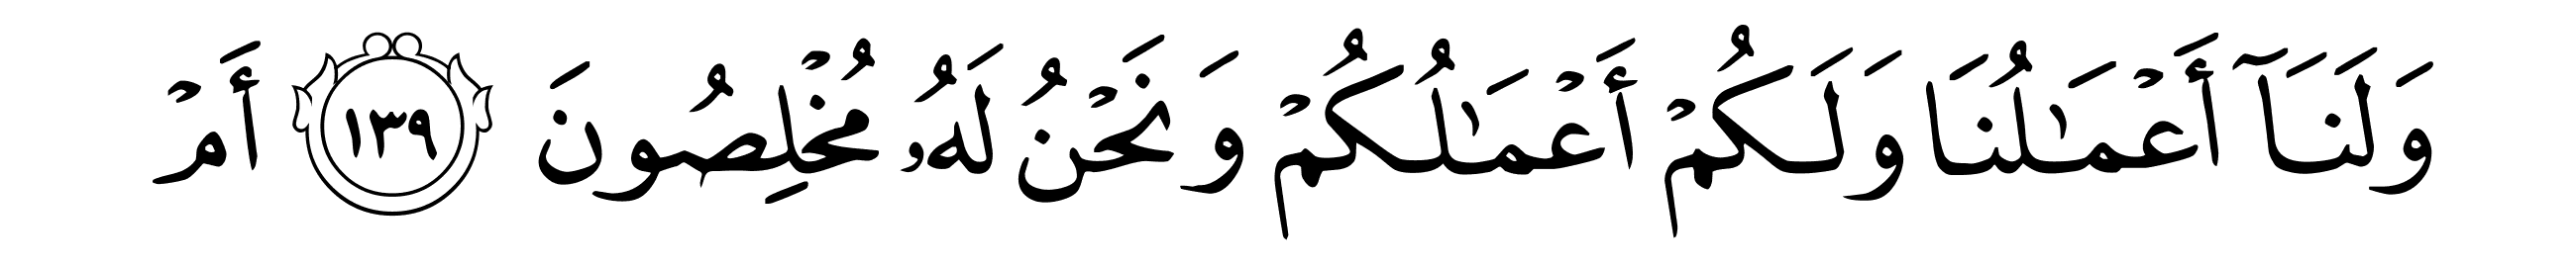 وَلَنَآ أَعْمَـٰلُنَا وَلَكُمْ أَعْمَـٰلُكُمْ وَنَحْنُ لَهُۥ مُخْلِصُونَ ١٣٩ أَمْ